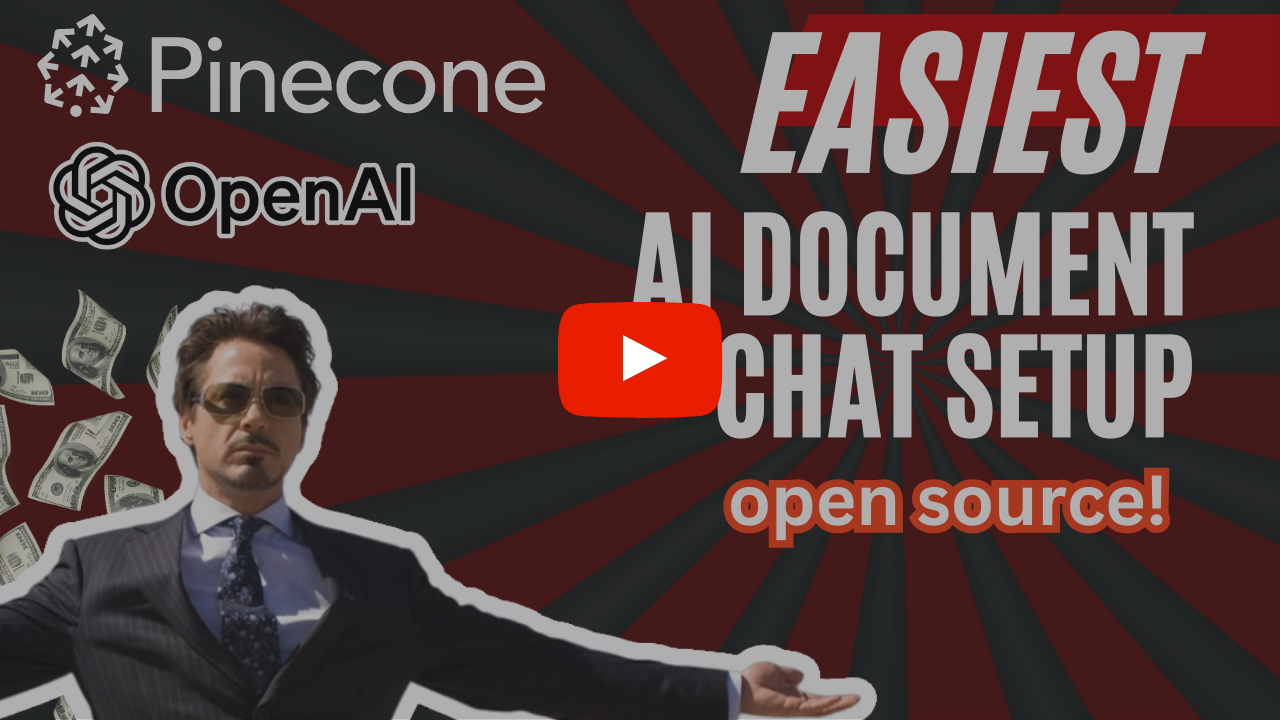 Pinecone
OpenAI
EASIEST
AI DOCUMENT
CHAT SETUP
open source!